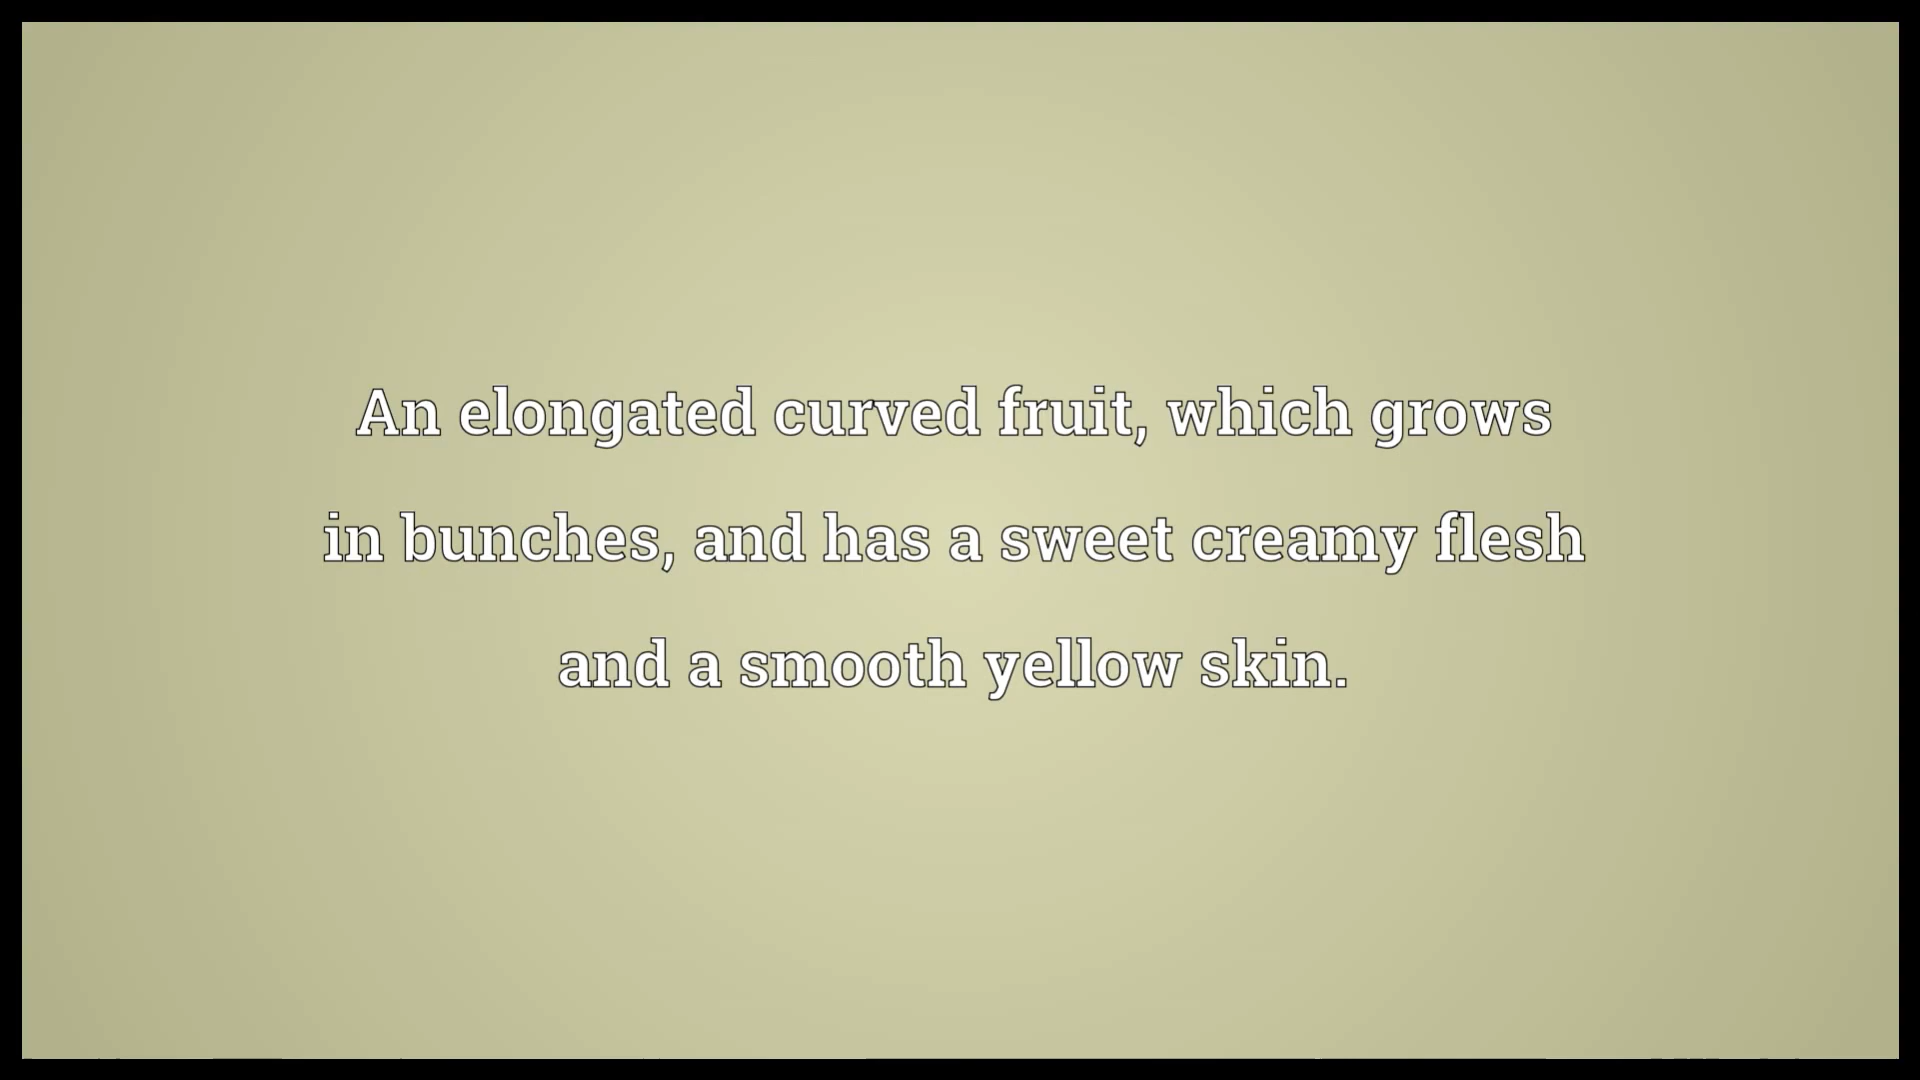 An elongated curved fruit, which grows
in bunches, and has a sweet creamy flesh
and a smooth yellow skin.